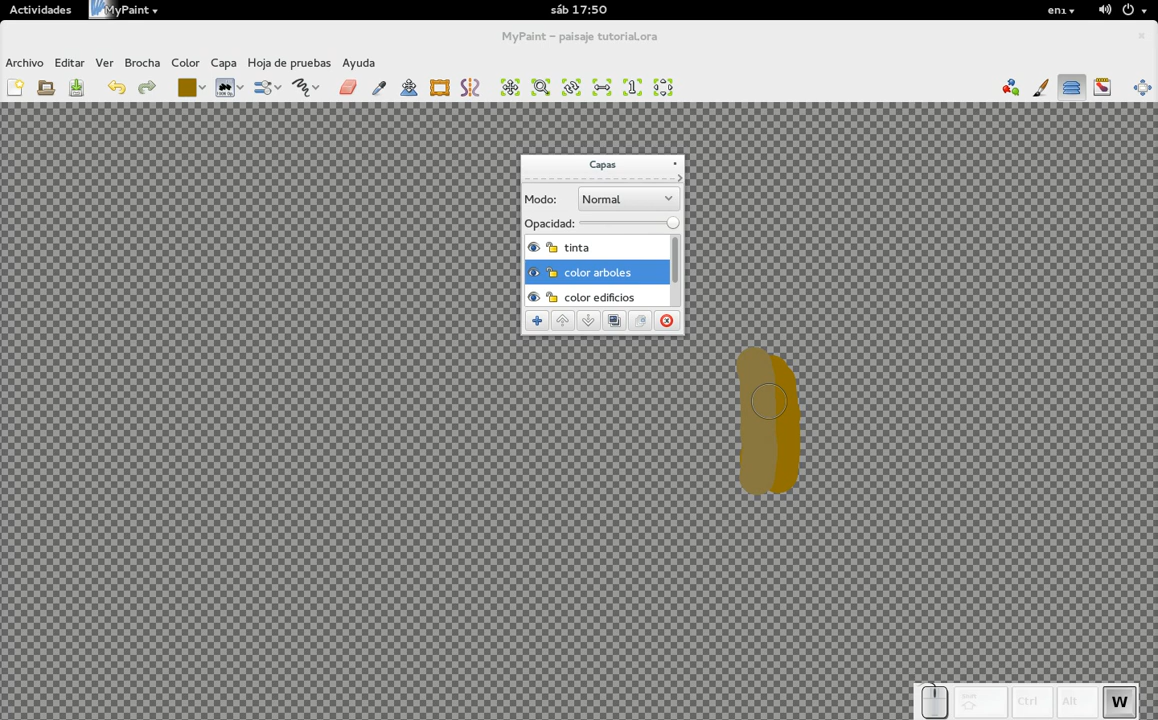 Actividades MyPaint sáb 17:50 en₁
MyPaint – paisaje tutorial.ora
Archivo Editar Ver Brocha Color Capa Hoja de pruebas Ayuda
Capas
Modo: Normal
Opacidad:
tinta
color arboles
color edificios
Ctrl Alt W